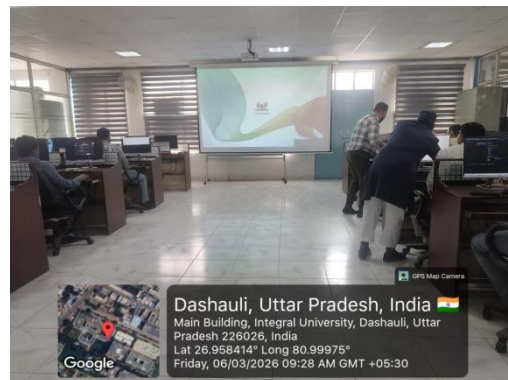 GPS Map Camera
Dashauli, Uttar Pradesh, India
Main Building, Integral University, Dashauli, Uttar
Pradesh 226026, India
Lat 26.958414° Long 80.99975°
Friday, 06/03/2026 09:28 AM GMT +05:30
Google